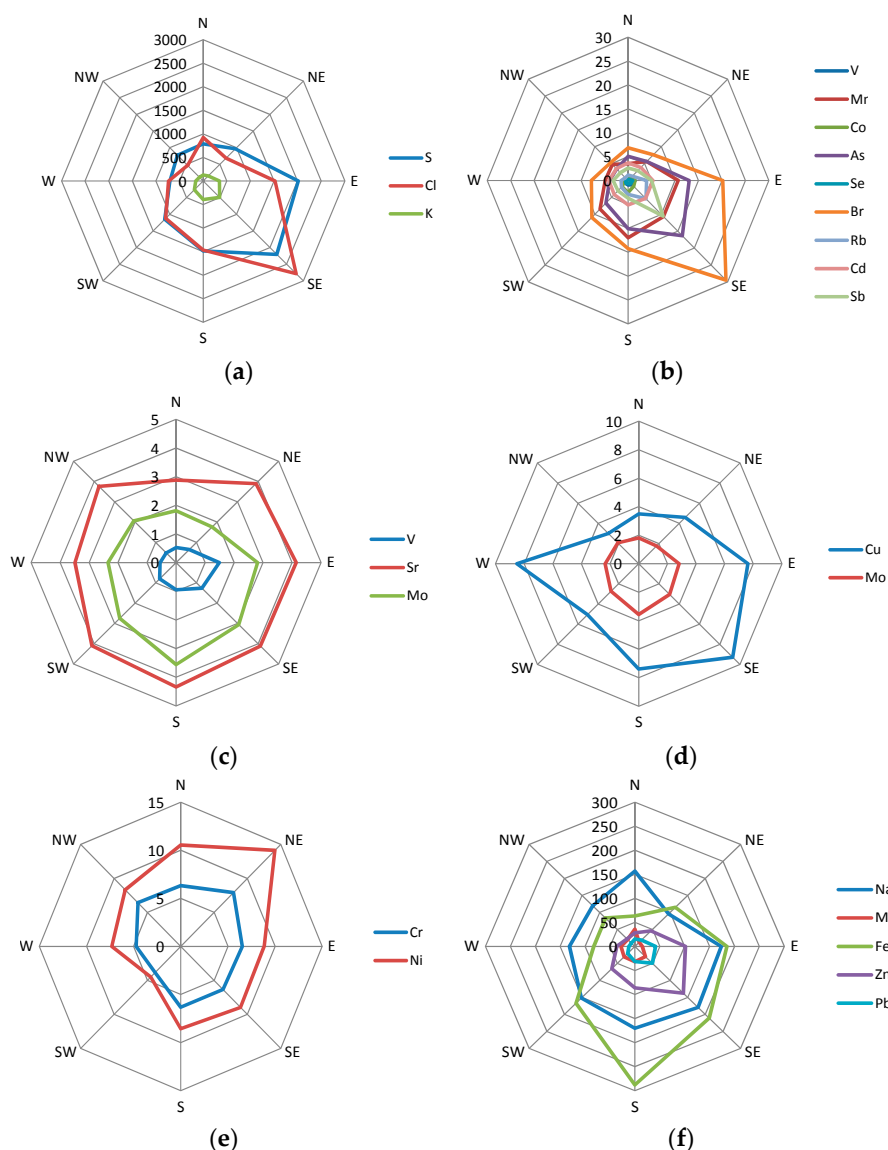 N
3000
2500
2000
1500
1000
500
0
NW
NE
W
E
SW
SE
S
S
Cl
K
(a)
N
30
25
20
15
10
5
0
NW
NE
W
E
SW
SE
S
V
Mr
Co
As
Se
Br
Rb
Cd
Sb
(b)
N
5
4
3
2
1
0
NW
NE
W
E
SW
SE
S
V
Sr
Mo
(c)
N
10
8
6
4
2
0
NW
NE
W
E
SW
SE
S
Cu
Mo
(d)
N
15
10
5
0
NW
NE
W
E
SW
SE
S
Cr
Ni
(e)
N
300
250
200
150
100
50
0
NW
NE
W
E
SW
SE
S
Na
M
Fe
Zn
Pb
(f)